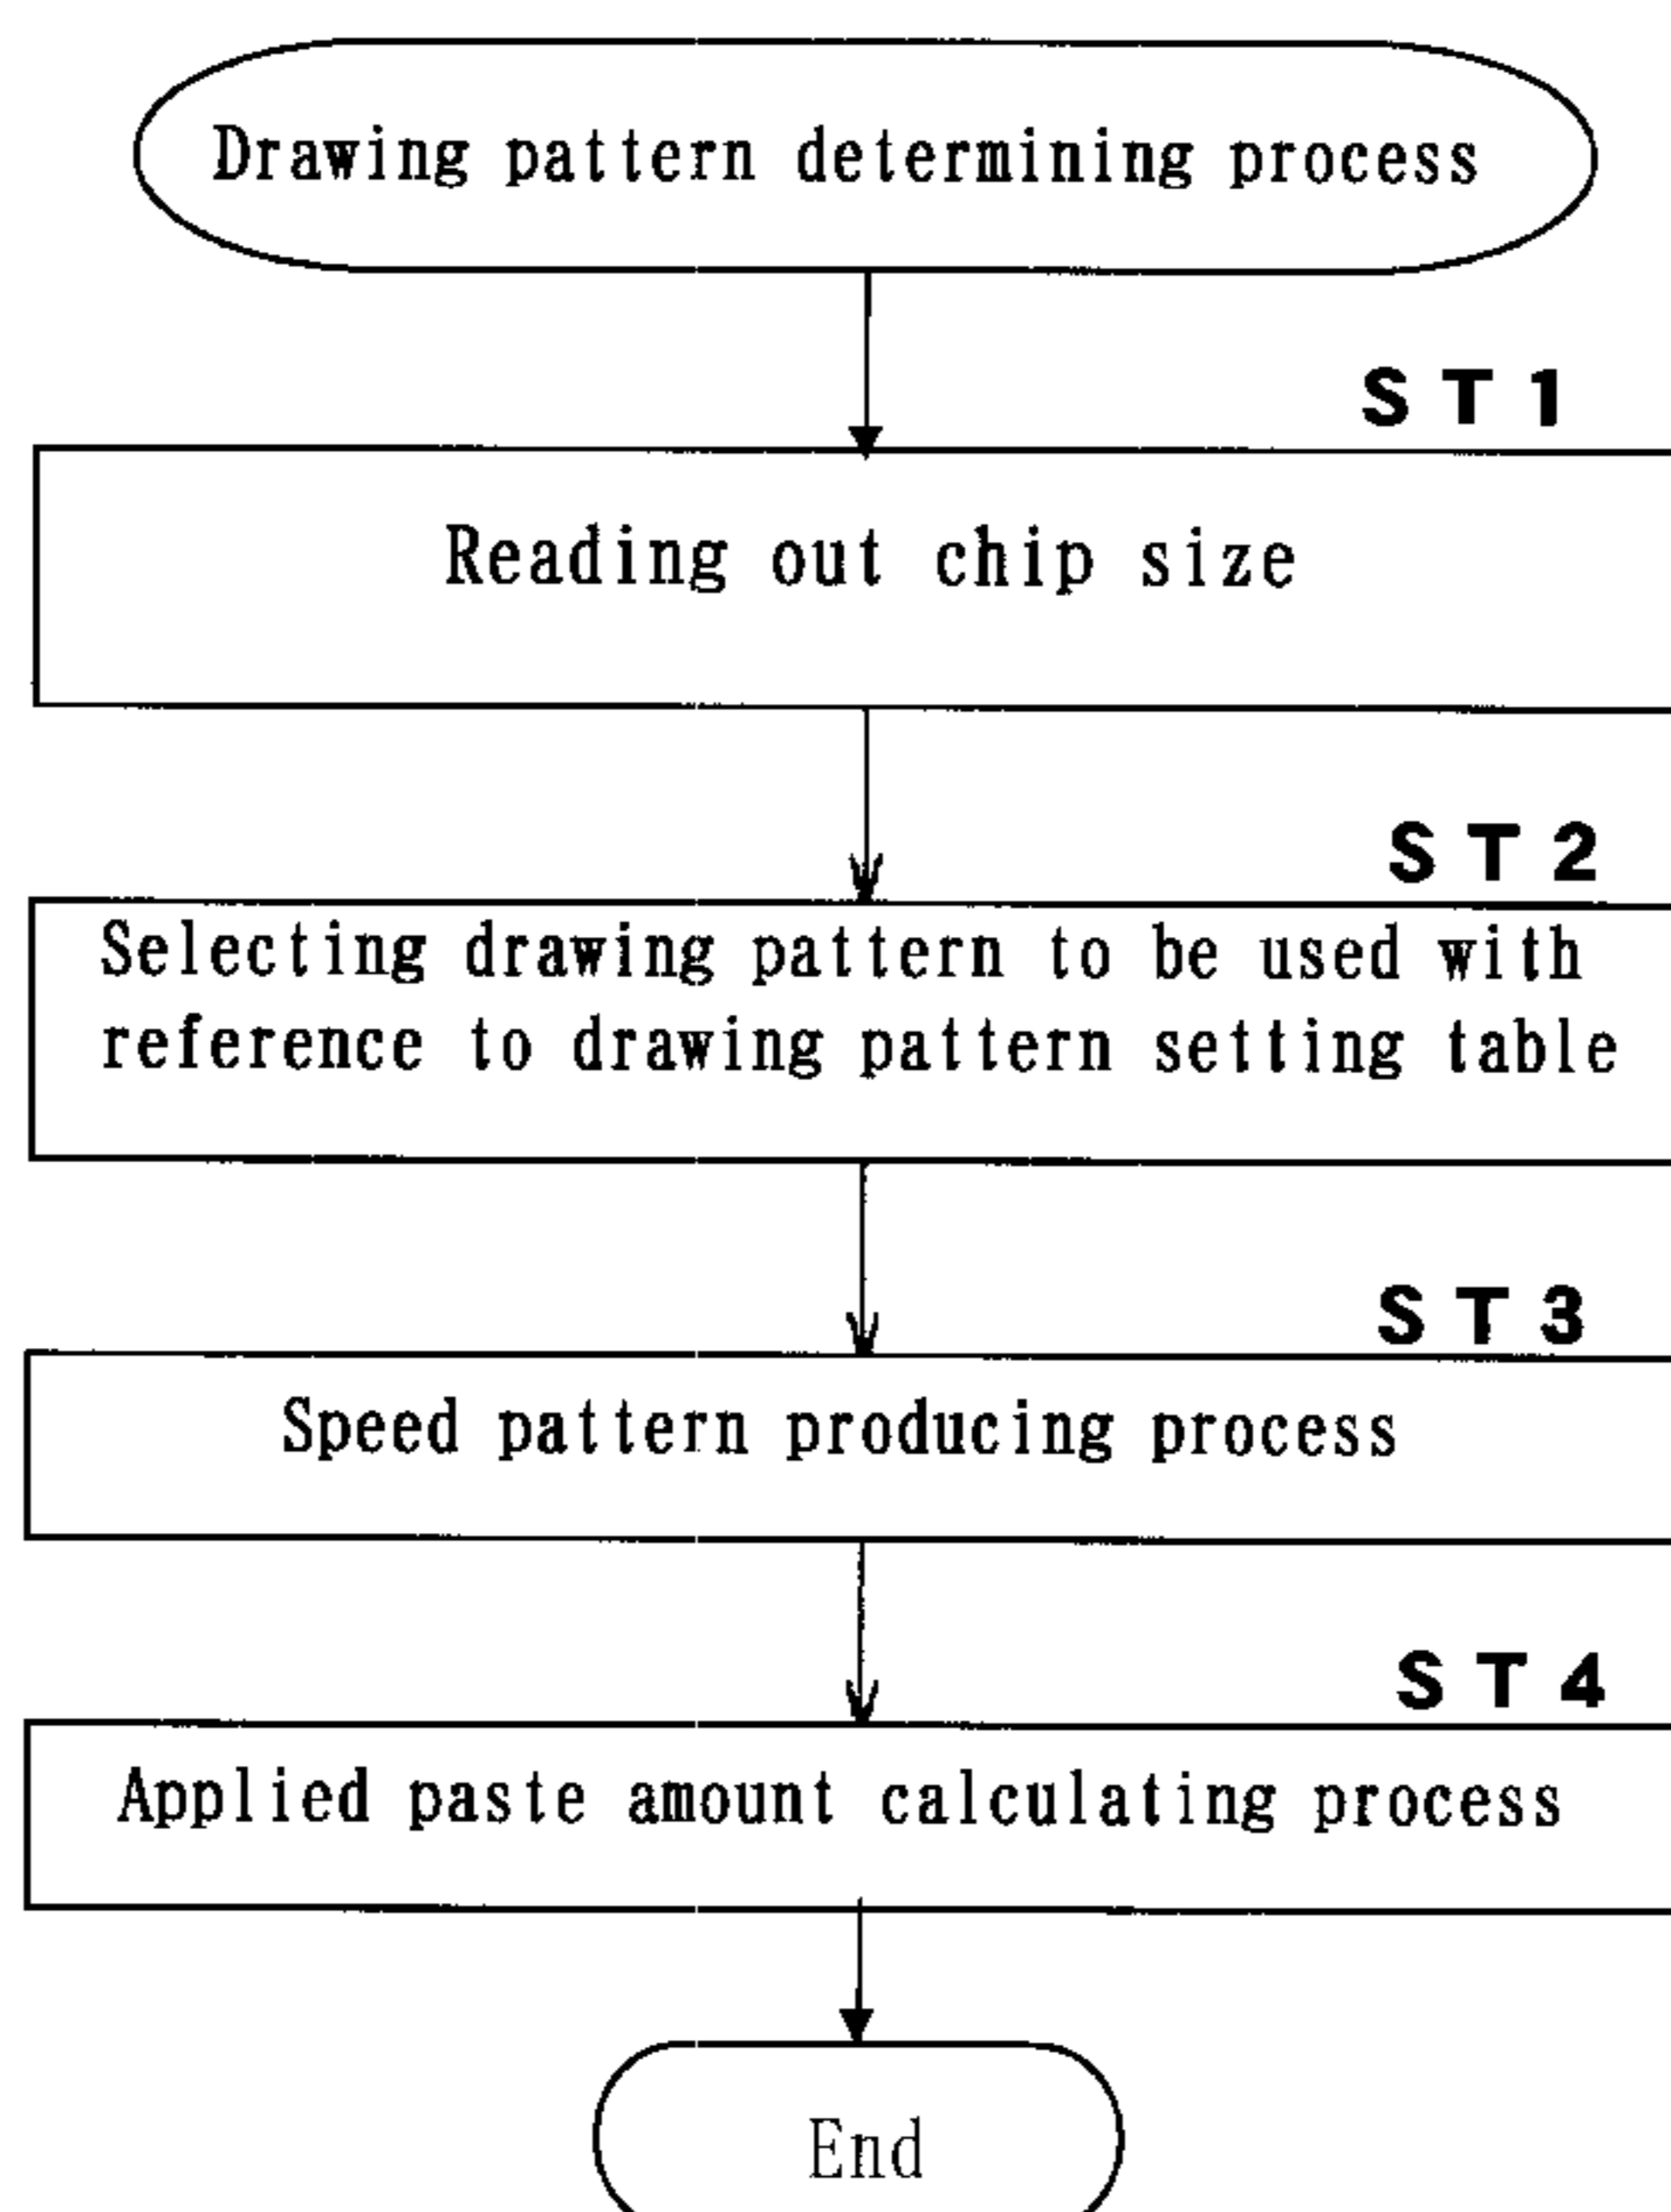 Drawing pattern determining process
ST1
Reading out chip size
ST2
Selecting drawing pattern to be used with
reference to drawing pattern setting table
ST3
Speed pattern producing process
ST4
Applied paste amount calculating process
End